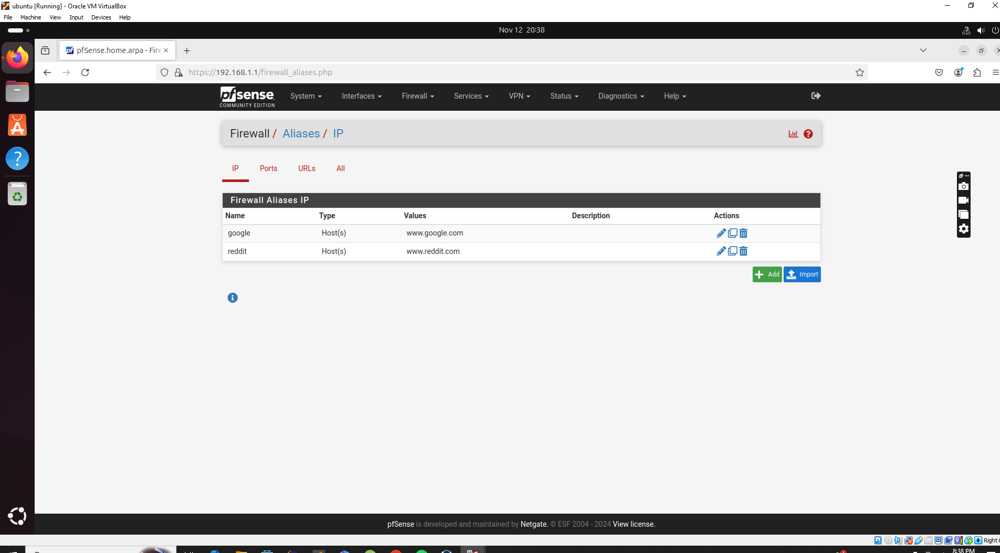 ubuntu [Running] - Oracle VM VirtualBox
File Machine View Input Devices Help
Nov 12 20:38
pfSense.home.arpa - Fire
https://192.168.1.1/firewall_aliases.php
pfsense
COMMUNITY EDITION
System Interfaces Firewall Services VPN Status Diagnostics Help
Firewall / Aliases / IP
IP Ports URLs All
Firewall Aliases IP
Name Type Values Description Actions
google Host(s) www.google.com
reddit Host(s) www.reddit.com
Add Import
pfSense is developed and maintained by Netgate. © ESF 2004 - 2024 View license.
Right
8:38 PM